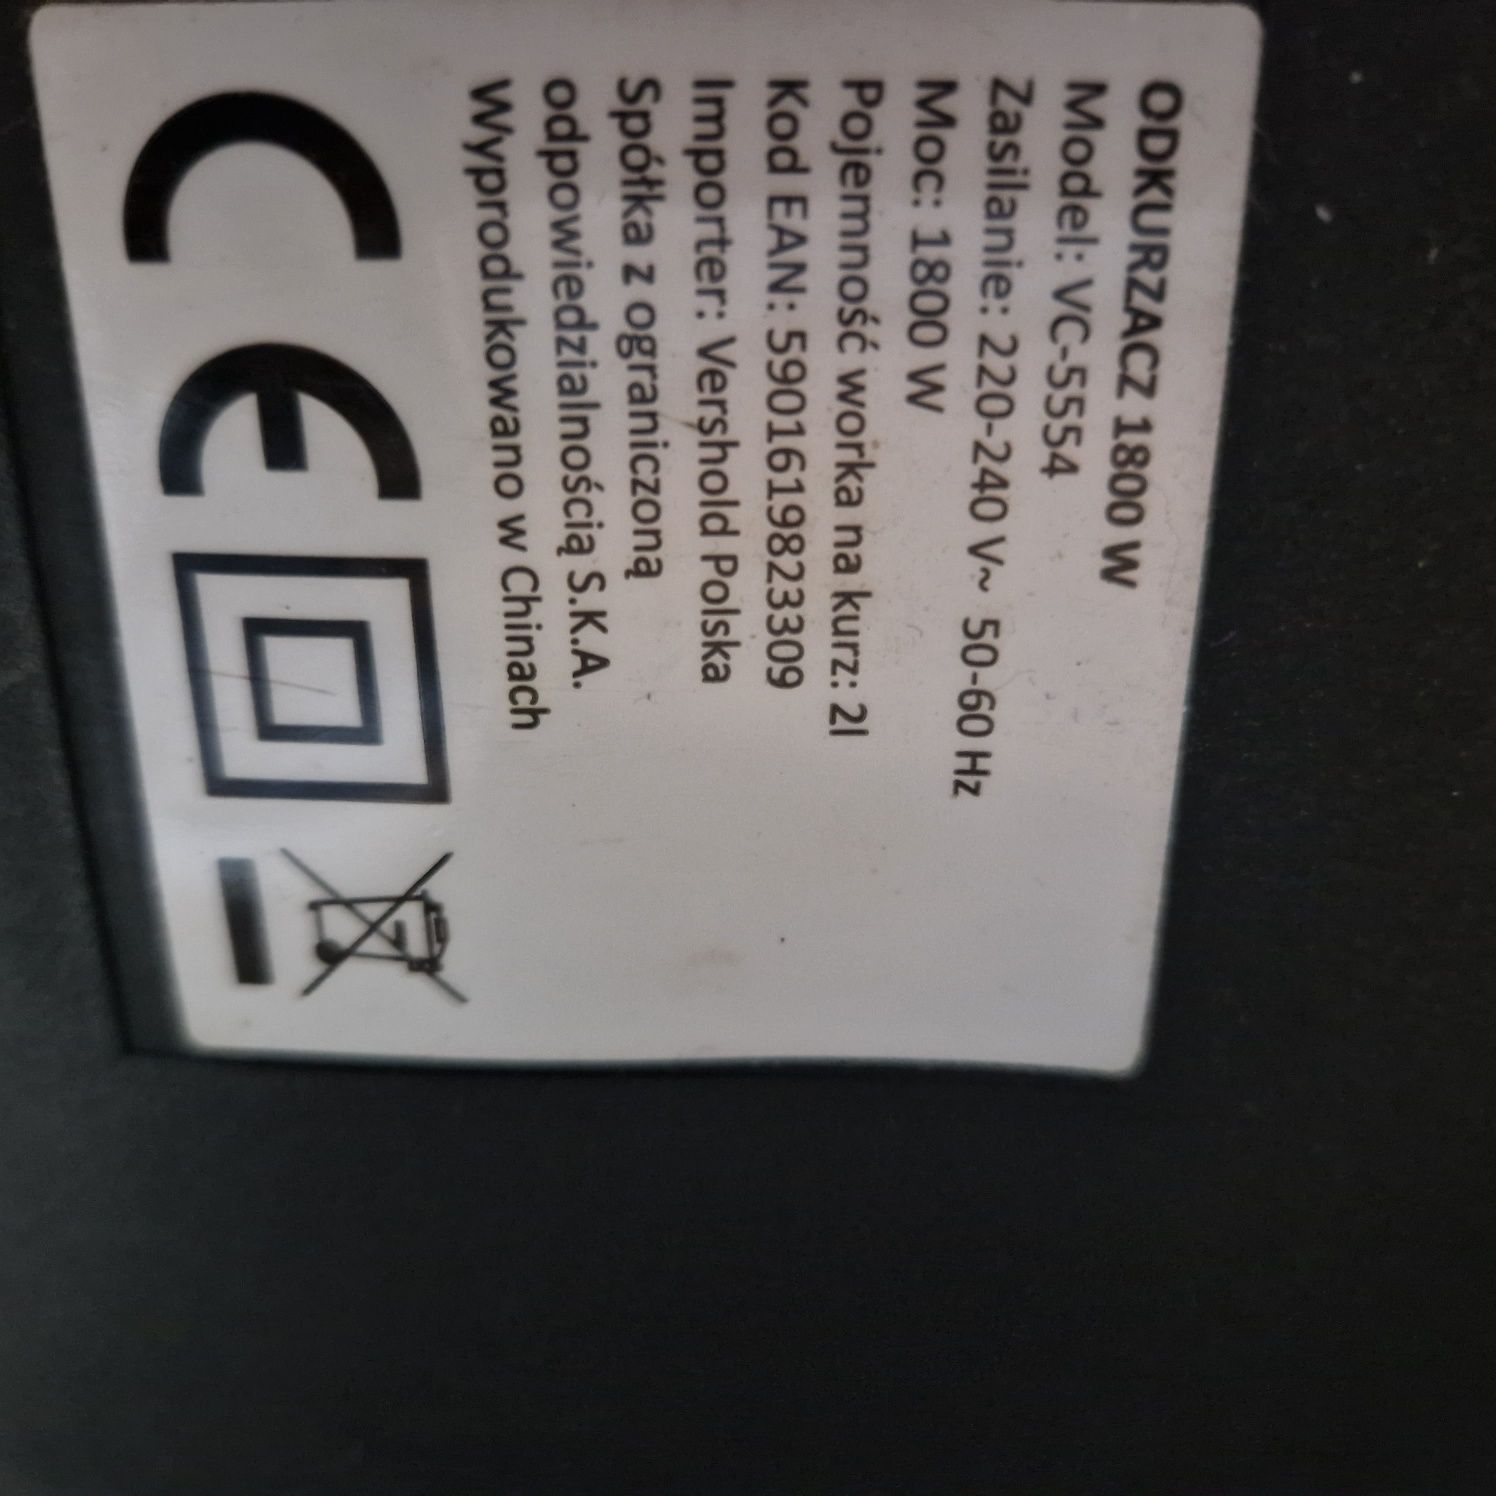 ODKURZACZ 1800 W
Model: VC-5554
Zasilanie: 220-240 V~ 50-60 Hz
Moc: 1800 W
Pojemność worka na kurz: 2l
Kod EAN: 5901619823309
Importer: Vershold Polska
Spółka z ograniczoną
odpowiedzialnością S.K.A.
Wyprodukowano w Chinach
CE